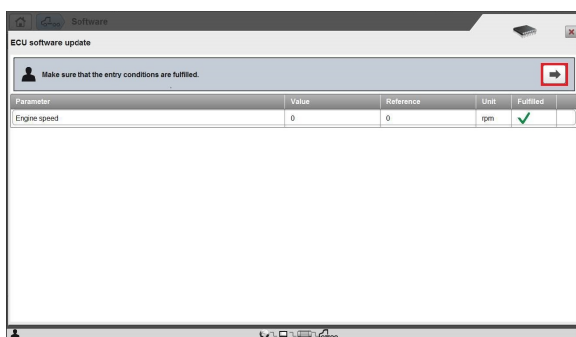 Software
ECU software update
Make sure that the entry conditions are fulfilled.
Parameter Value Reference Unit Fulfilled
Engine speed 0 0 rpm